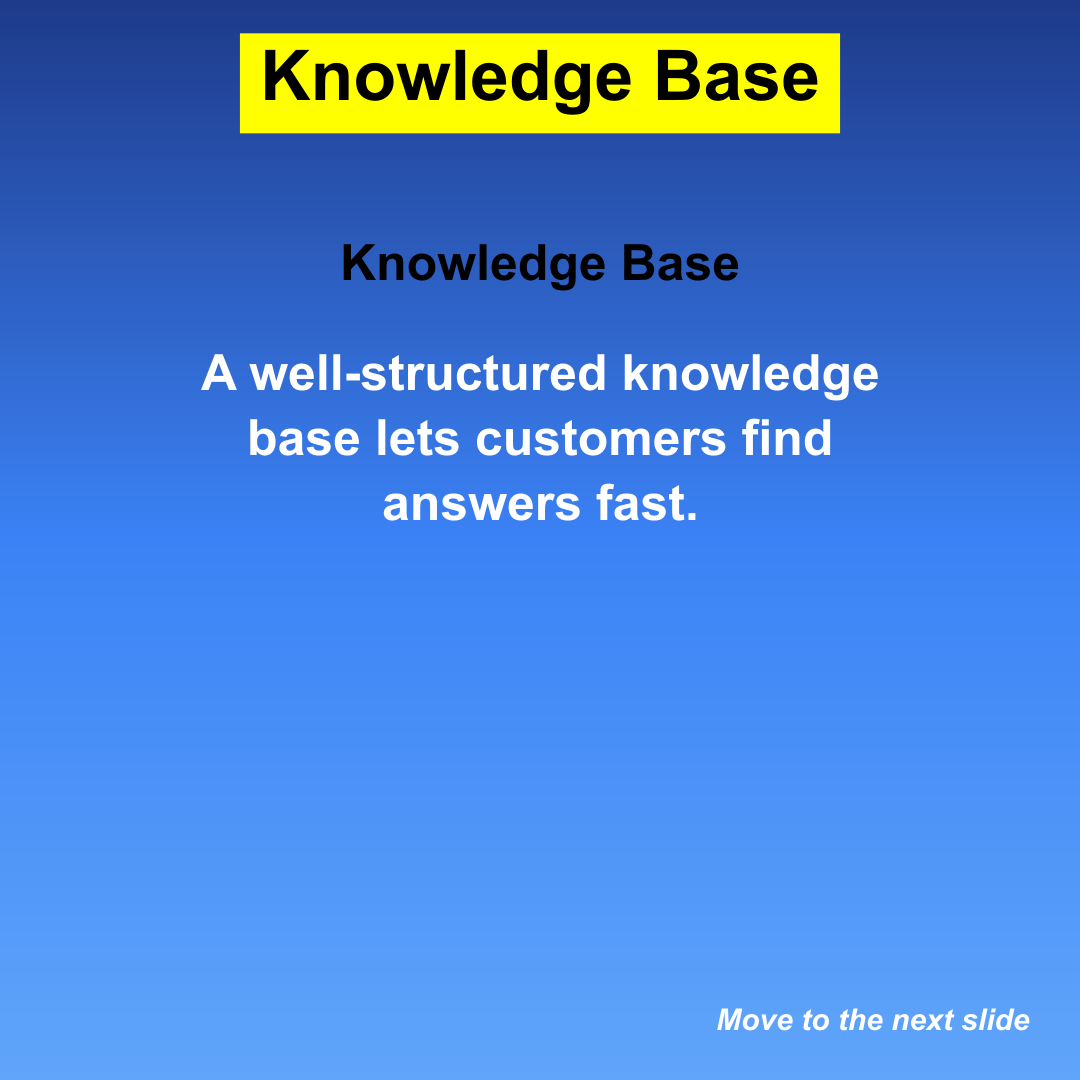 Knowledge Base
Knowledge Base
A well-structured knowledge
base lets customers find
answers fast.
Move to the next slide